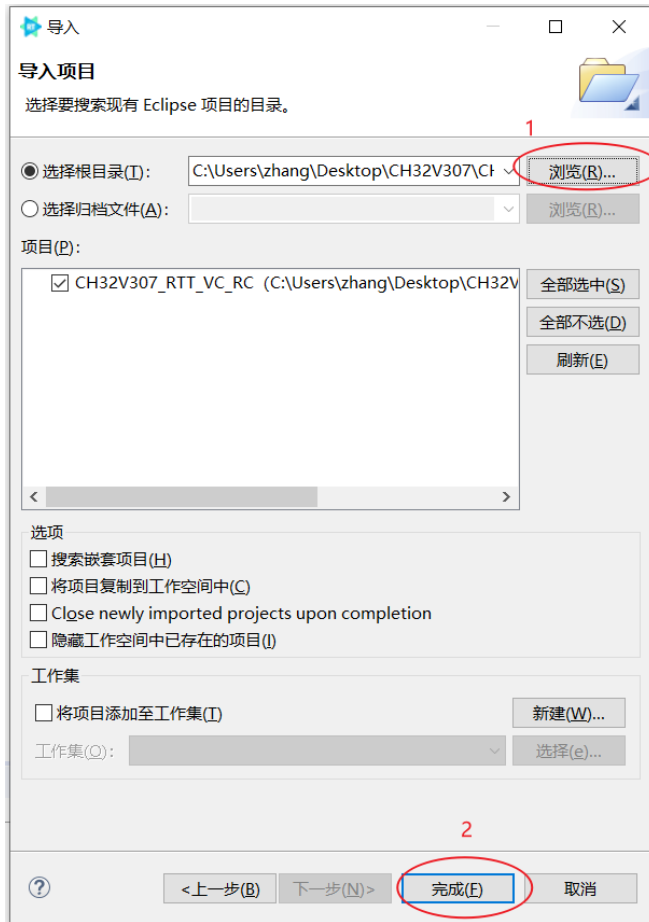 导入
导入项目
选择要搜索现有 Eclipse 项目的目录。
1
选择根目录(T): C:\Users\zhang\Desktop\CH32V307\CH 浏览(R)...
选择归档文件(A): 浏览(R)...
项目(P):
CH32V307_RTT_VC_RC (C:\Users\zhang\Desktop\CH32V 全部选中(S)
全部不选(D)
刷新(E)
选项
搜索嵌套项目(H)
将项目复制到工作空间中(C)
Close newly imported projects upon completion
隐藏工作空间中已存在的项目(I)
工作集
将项目添加至工作集(T) 新建(W)...
工作集(O): 选择(e)...
2
?
<上一步(B) 下一步(N)> 完成(F) 取消